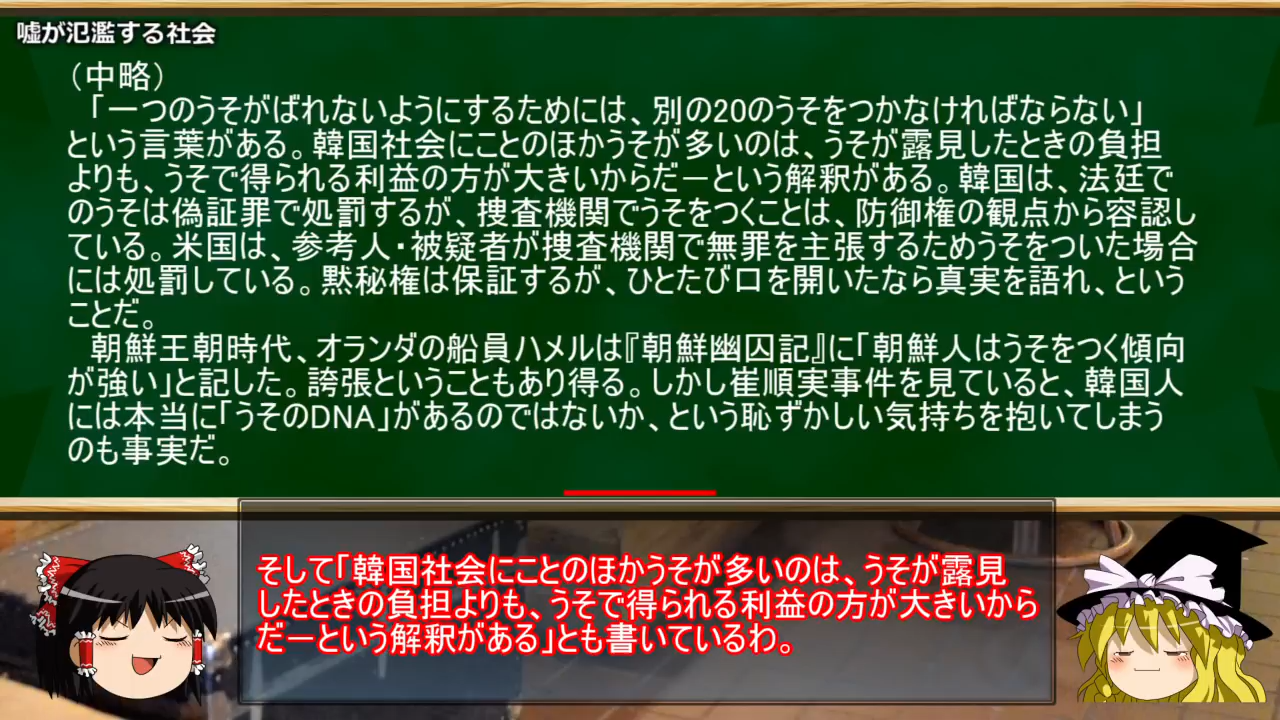 嘘が氾濫する社会
（中略）
「一つのうそがばれないようにするためには、別の20のうそをつかなければならない」
という言葉がある。韓国社会にことのほかうそが多いのは、うそが露見したときの負担
よりも、うそで得られる利益の方が大きいからだ―という解釈がある。韓国は、法廷で
のうそは偽証罪で処罰するが、捜査機関でうそをつくことは、防御権の観点から容認し
ている。米国は、参考人・被疑者が捜査機関で無罪を主張するためうそをついた場合
には処罰している。黙秘権は保証するが、ひとたび口を開いたなら真実を語れ、という
ことだ。
朝鮮王朝時代、オランダの船員ハメルは『朝鮮幽囚記』に「朝鮮人はうそをつく傾向
が強い」と記した。誇張ということもあり得る。しかし崔順実事件を見ていると、韓国人
には本当に「うそのDNA」があるのではないか、という恥ずかしい気持ちを抱いてしまう
のも事実だ。
そして「韓国社会にことのほかうそが多いのは、うそが露見
したときの負担よりも、うそで得られる利益の方が大きいから
だ―という解釈がある」とも書いているわ。